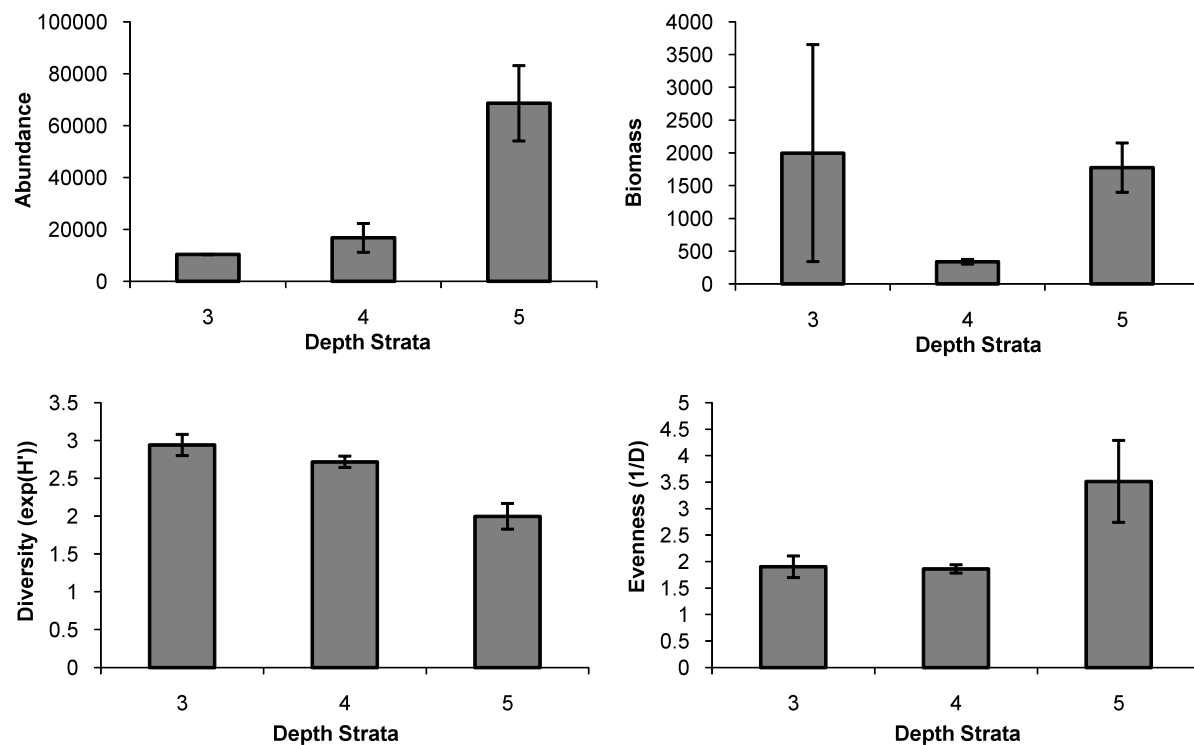 Abundance
100000
80000
60000
40000
20000
0
3 4 5
Depth Strata
Biomass
4000
3500
3000
2500
2000
1500
1000
500
0
3 4 5
Depth Strata
Diversity (exp(H'))
3.5
3
2.5
2
1.5
1
0.5
0
3 4 5
Depth Strata
Evenness (1/D)
5
4.5
4
3.5
3
2.5
2
1.5
1
0.5
0
3 4 5
Depth Strata